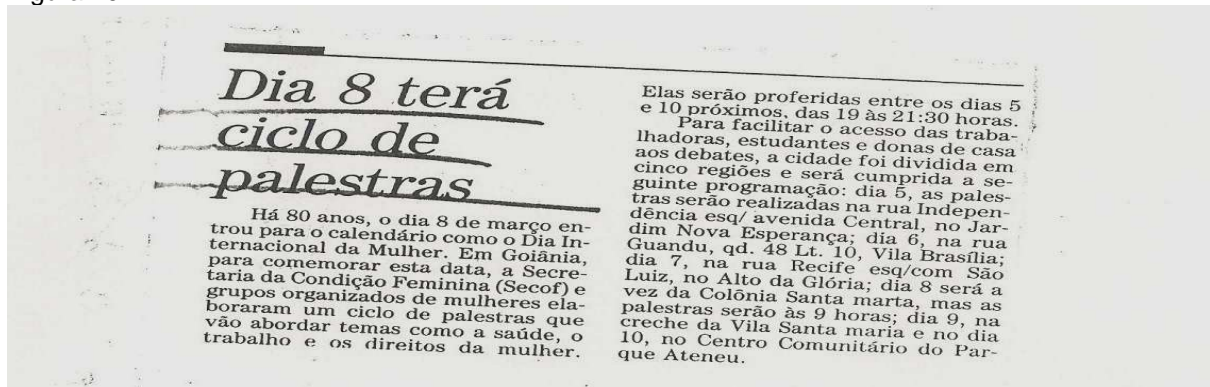 Dia 8 terá
ciclo de
palestras
Há 80 anos, o dia 8 de março en-
trou para o calendário como o Dia In-
ternacional da Mulher. Em Goiânia,
para comemorar esta data, a Secre-
taria da Condição Feminina (Secof) e
grupos organizados de mulheres ela-
boraram um ciclo de palestras que
vão abordar temas como a saúde, o
trabalho e os direitos da mulher.
Elas serão proferidas entre os dias 5
e 10 próximos, das 19 às 21:30 horas.
Para facilitar o acesso das traba-
lhadoras, estudantes e donas de casa
aos debates, a cidade foi dividida em
cinco regiões e será cumprida a se-
guinte programação: dia 5, as pales-
tras serão realizadas na rua Indepen-
dência esq/ avenida Central, no Jar-
dim Nova Esperança; dia 6, na rua
Guandu, qd. 48 Lt. 10, Vila Brasília;
dia 7, na rua Recife esq/com São
Luiz, no Alto da Glória; dia 8 será a
vez da Colônia Santa marta, mas as
palestras serão às 9 horas; dia 9, na
creche da Vila Santa maria e no dia
10, no Centro Comunitário do Par-
que Ateneu.